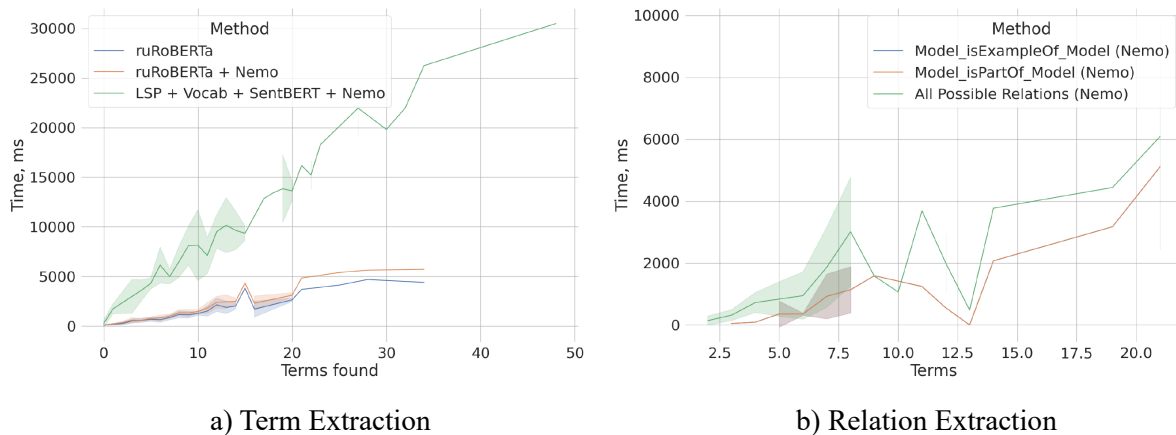 Method
ruRoBERTa
ruRoBERTa + Nemo
LSP + Vocab + SentBERT + Nemo
Time, ms
30000
25000
20000
15000
10000
5000
0
0 10 20 30 40 50
Terms found
a) Term Extraction
Method
Model_isExampleOf_Model (Nemo)
Model_isPartOf_Model (Nemo)
All Possible Relations (Nemo)
Time, ms
10000
8000
6000
4000
2000
0
2.5 5.0 7.5 10.0 12.5 15.0 17.5 20.0
Terms
b) Relation Extraction